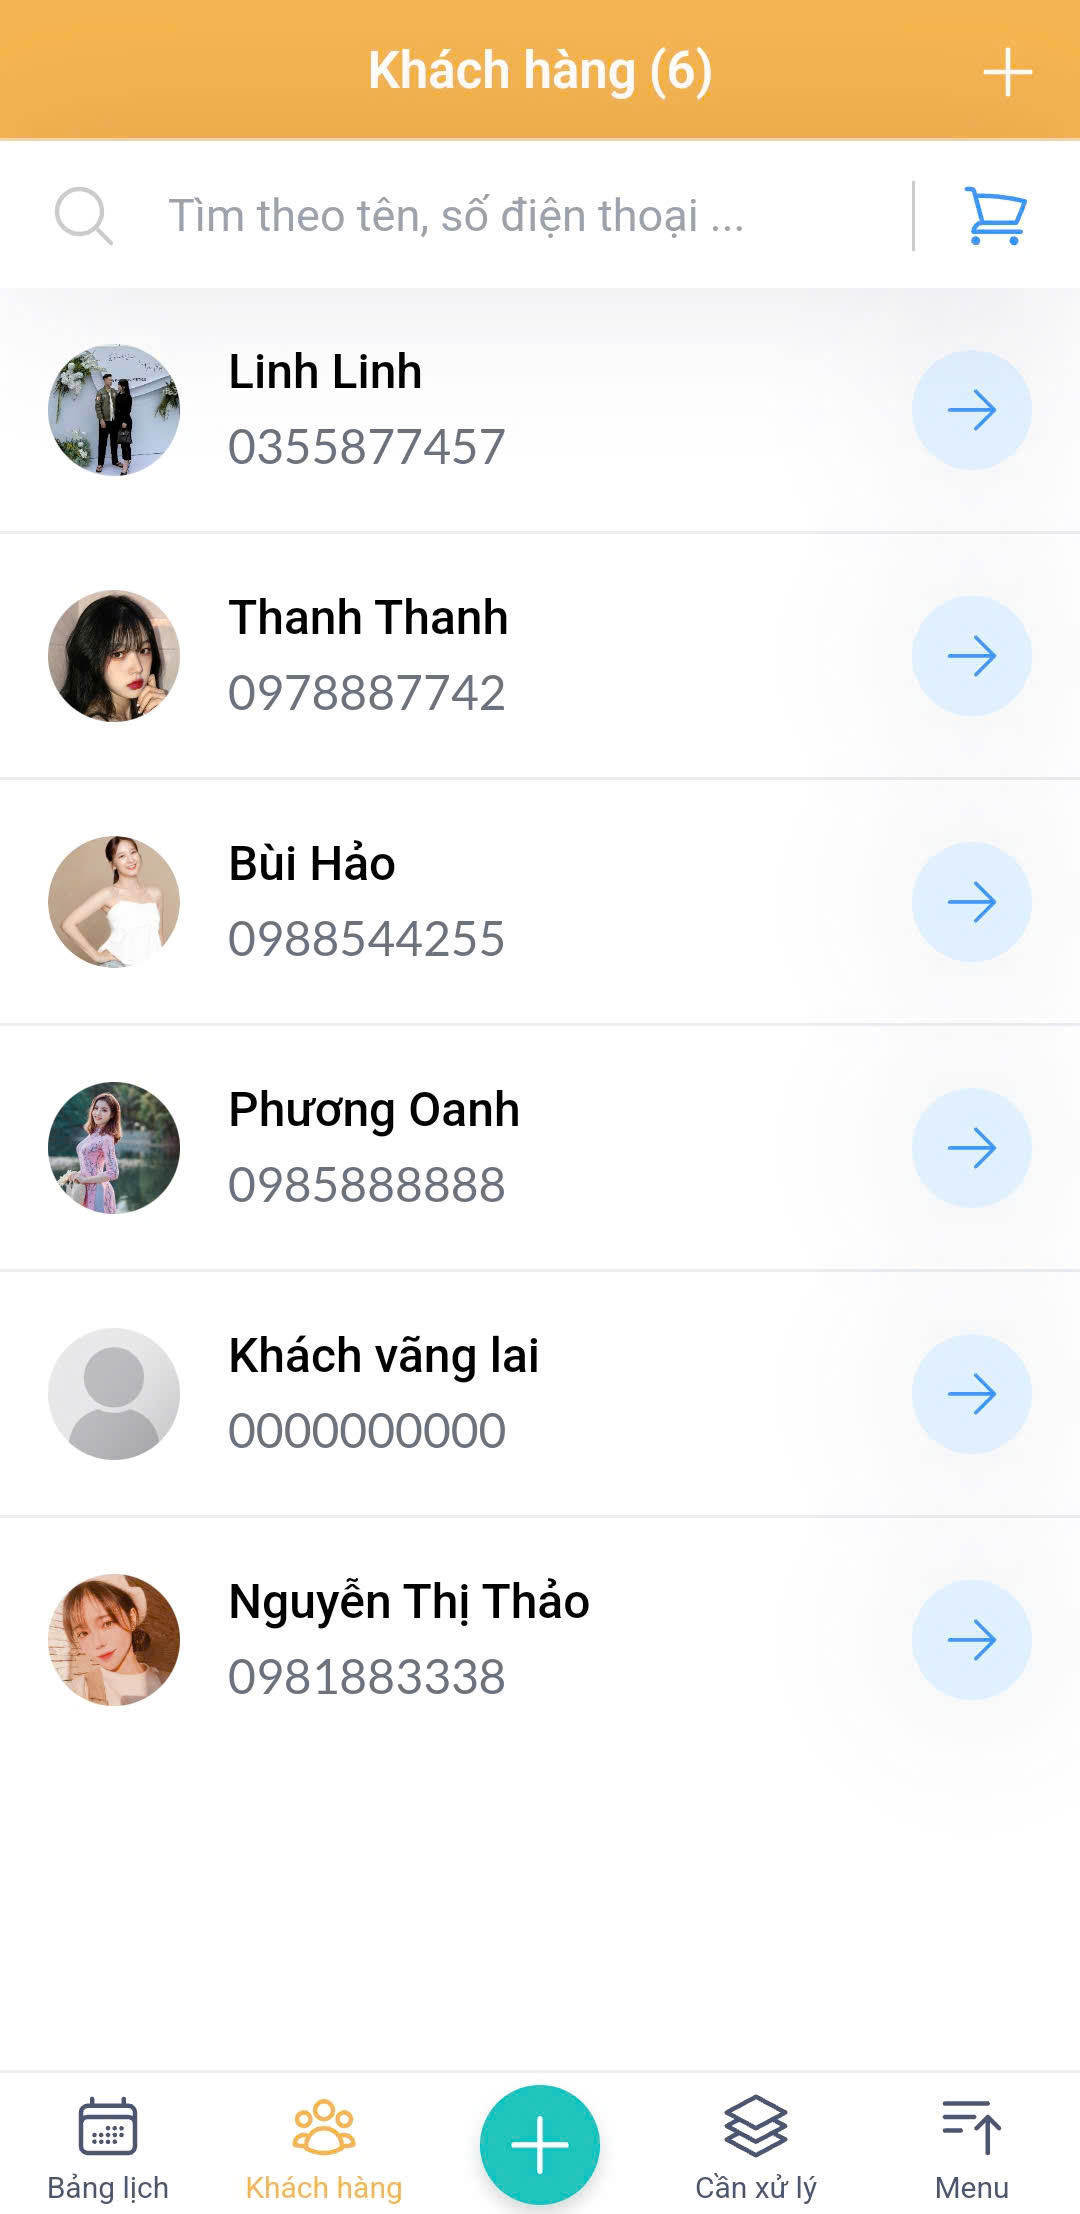 Khách hàng (6)
Tìm theo tên, số điện thoại ...
Linh Linh
0355877457
Thanh Thanh
0978887742
Bùi Hảo
0988544255
Phương Oanh
0985888888
Khách vãng lai
0000000000
Nguyễn Thị Thảo
0981883338
Bảng lịch
Khách hàng
Cần xử lý
Menu